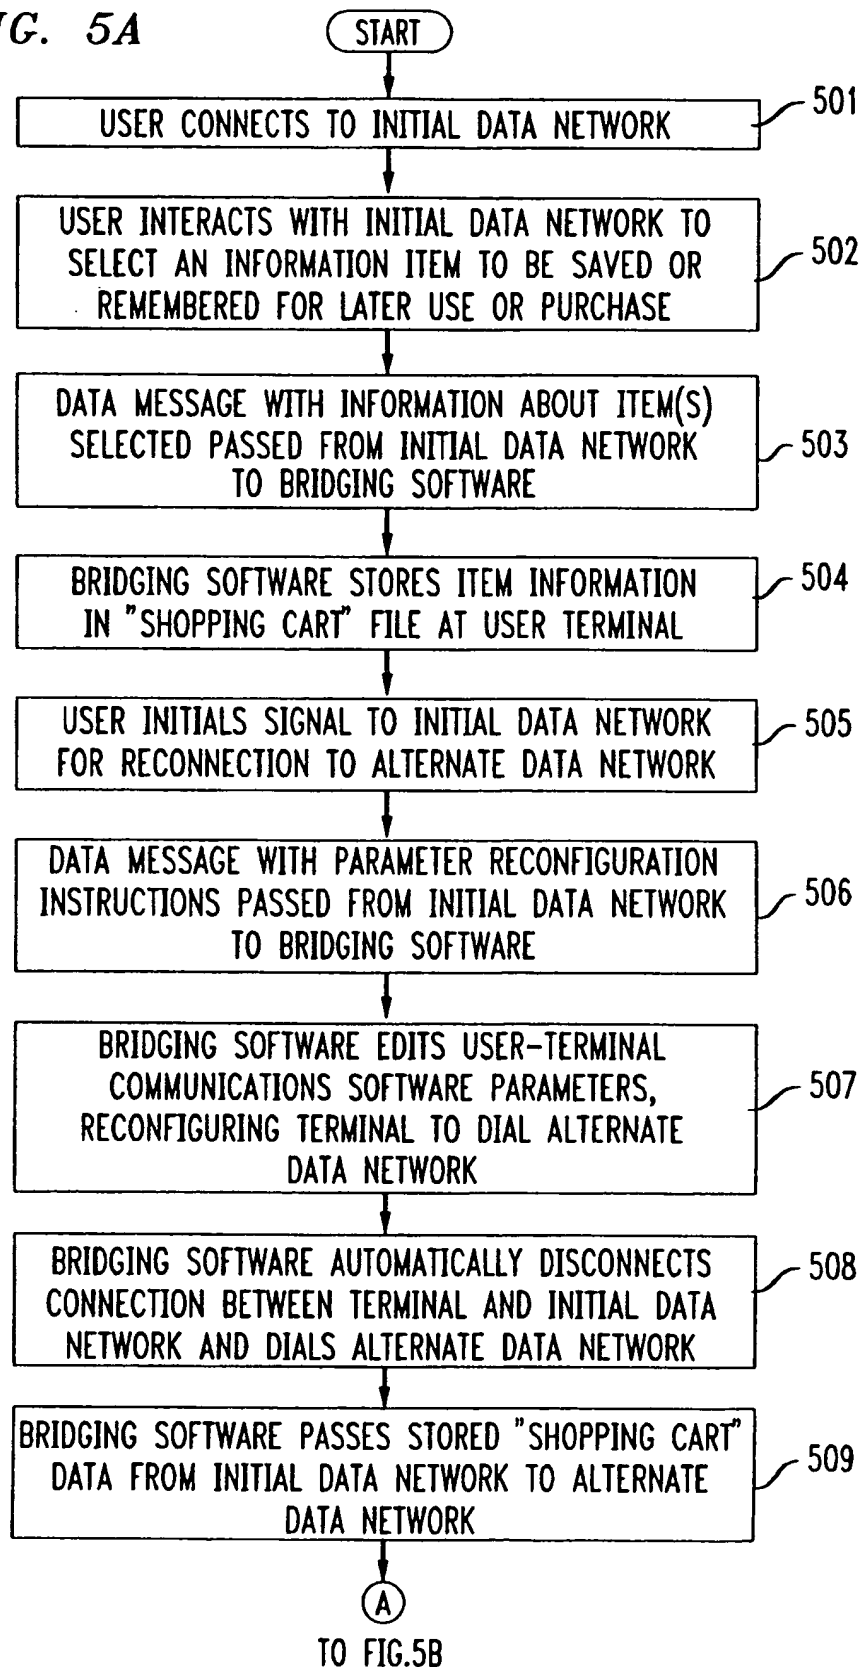 FIG. 5A
START
USER CONNECTS TO INITIAL DATA NETWORK
501
USER INTERACTS WITH INITIAL DATA NETWORK TO
SELECT AN INFORMATION ITEM TO BE SAVED OR
REMEMBERED FOR LATER USE OR PURCHASE
502
DATA MESSAGE WITH INFORMATION ABOUT ITEM(S)
SELECTED PASSED FROM INITIAL DATA NETWORK
TO BRIDGING SOFTWARE
503
BRIDGING SOFTWARE STORES ITEM INFORMATION
IN "SHOPPING CART" FILE AT USER TERMINAL
504
USER INITIALS SIGNAL TO INITIAL DATA NETWORK
FOR RECONNECTION TO ALTERNATE DATA NETWORK
505
DATA MESSAGE WITH PARAMETER RECONFIGURATION
INSTRUCTIONS PASSED FROM INITIAL DATA NETWORK
TO BRIDGING SOFTWARE
506
BRIDGING SOFTWARE EDITS USER-TERMINAL
COMMUNICATIONS SOFTWARE PARAMETERS,
RECONFIGURING TERMINAL TO DIAL ALTERNATE
DATA NETWORK
507
BRIDGING SOFTWARE AUTOMATICALLY DISCONNECTS
CONNECTION BETWEEN TERMINAL AND INITIAL DATA
NETWORK AND DIALS ALTERNATE DATA NETWORK
508
BRIDGING SOFTWARE PASSES STORED "SHOPPING CART"
DATA FROM INITIAL DATA NETWORK TO ALTERNATE
DATA NETWORK
509
A
TO FIG.5B